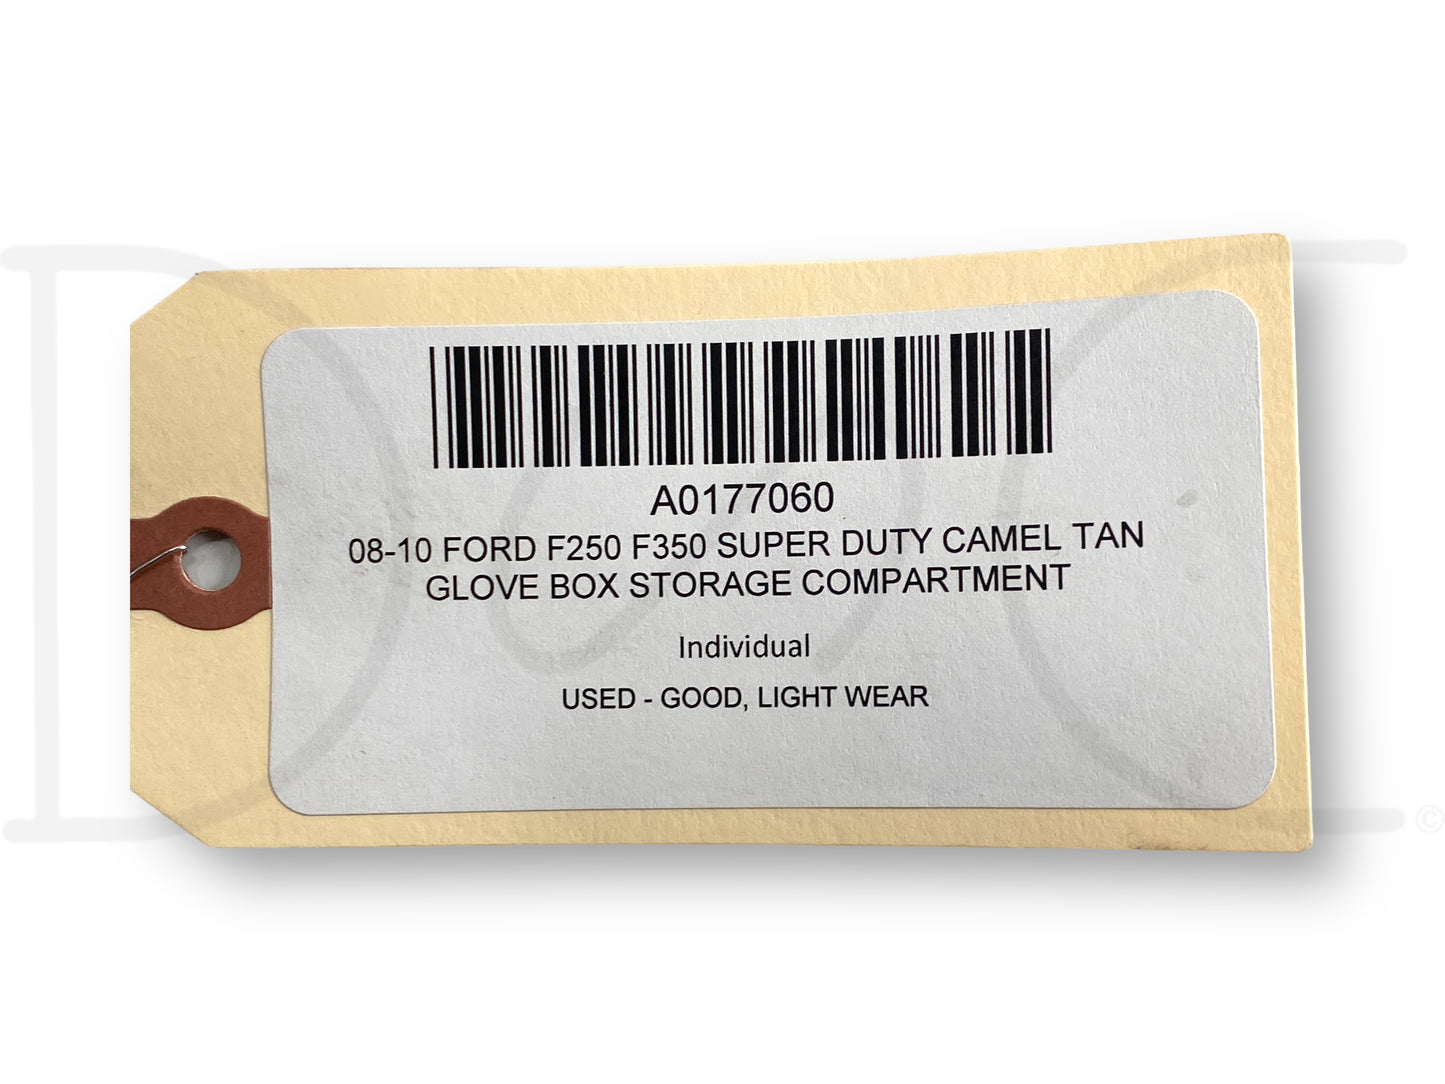 A0177060
08-10 FORD F250 F350 SUPER DUTY CAMEL TAN
GLOVE BOX STORAGE COMPARTMENT
Individual
USED - GOOD, LIGHT WEAR
©